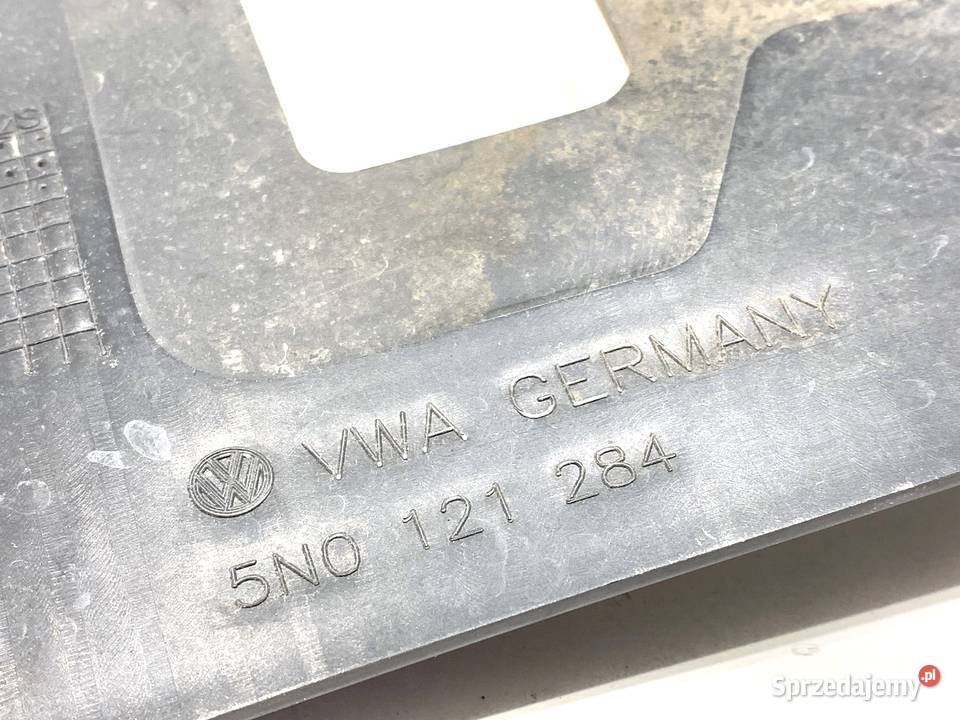 VWA GERMANY
5N0 121 284
Sprzedajemy.pl